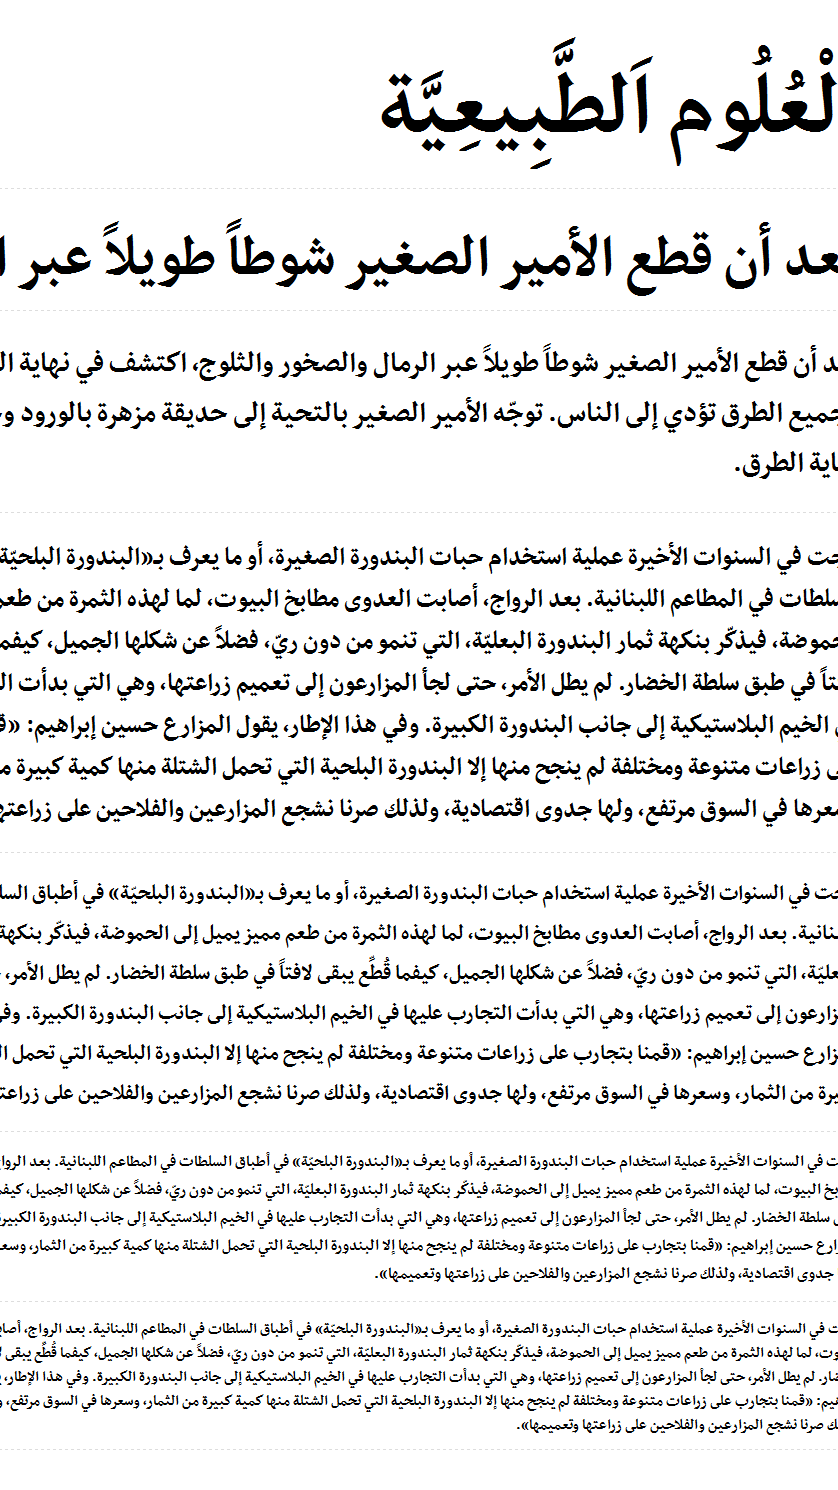 لْعُلُوم اَلطَّبِيعِيَّة
عد أن قطع الأمير الصغير شوطاً طويلاً عبر
أن قطع الأمير الصغير شوطاً طويلاً عبر الرمال والصخور والثلوج، اكتشف في نهاية
جميع الطرق تؤدي إلى الناس. توجّه الأمير الصغير بالتحية إلى حديقة مزهرة بالورود
اية الطرق.
في السنوات الأخيرة عملية استخدام حبات البندورة الصغيرة، أو ما يعرف بـ«البندورة البلحيّة
سلطات في المطاعم اللبنانية. بعد الرواج، أصابت العدوى مطابخ البيوت، لما لهذه الثمرة من طعم
حموضة، فيذكّر بنكهة ثمار البندورة البعليّة، التي تنمو من دون ريّ، فضلاً عن شكلها الجميل، كيفما
تاً في طبق سلطة الخضار. لم يطل الأمر، حتى لجأ المزارعون إلى تعميم زراعتها، وهي التي بدأت
الخيم البلاستيكية إلى جانب البندورة الكبيرة. وفي هذا الإطار، يقول المزارع حسين إبراهيم: «
زراعات متنوعة ومختلفة لم ينجح منها إلا البندورة البلحية التي تحمل الشتلة منها كمية كبيرة
عرها في السوق مرتفع، ولها جدوى اقتصادية، ولذلك صرنا نشجع المزارعين والفلاحين على زراعتها
في السنوات الأخيرة عملية استخدام حبات البندورة الصغيرة، أو ما يعرف بـ«البندورة البلحيّة» في أطباق
نانية. بعد الرواج، أصابت العدوى مطابخ البيوت، لما لهذه الثمرة من طعم مميز يميل إلى الحموضة، فيذكّر بنكهة
عليّة، التي تنمو من دون ريّ، فضلاً عن شكلها الجميل، كيفما قُطّع يبقى لافتاً في طبق سلطة الخضار. لم يطل الأمر،
زارعون إلى تعميم زراعتها، وهي التي بدأت التجارب عليها في الخيم البلاستيكية إلى جانب البندورة الكبيرة. وفي
زارع حسين إبراهيم: «قمنا بتجارب على زراعات متنوعة ومختلفة لم ينجح منها إلا البندورة البلحية التي تحمل
يرة من الثمار، وسعرها في السوق مرتفع، ولها جدوى اقتصادية، ولذلك صرنا نشجع المزارعين والفلاحين على
في السنوات الأخيرة عملية استخدام حبات البندورة الصغيرة، أو ما يعرف بـ«البندورة البلحيّة» في أطباق السلطات في المطاعم اللبنانية. بعد الرواج
خ البيوت، لما لهذه الثمرة من طعم مميز يميل إلى الحموضة، فيذكّر بنكهة ثمار البندورة البعليّة، التي تنمو من دون ريّ، فضلاً عن شكلها الجميل، كيفما
سلطة الخضار. لم يطل الأمر، حتى لجأ المزارعون إلى تعميم زراعتها، وهي التي بدأت التجارب عليها في الخيم البلاستيكية إلى جانب البندورة الكبيرة
زارع حسين إبراهيم: «قمنا بتجارب على زراعات متنوعة ومختلفة لم ينجح منها إلا البندورة البلحية التي تحمل الشتلة منها كمية كبيرة من الثمار،
جدوى اقتصادية، ولذلك صرنا نشجع المزارعين والفلاحين على زراعتها وتعميمها».
في السنوات الأخيرة عملية استخدام حبات البندورة الصغيرة، أو ما يعرف بـ«البندورة البلحيّة» في أطباق السلطات في المطاعم اللبنانية. بعد الرواج،
وت، لما لهذه الثمرة من طعم مميز يميل إلى الحموضة، فيذكّر بنكهة ثمار البندورة البعليّة، التي تنمو من دون ريّ، فضلاً عن شكلها الجميل، كيفما قُطّع يبقى
ضار. لم يطل الأمر، حتى لجأ المزارعون إلى تعميم زراعتها، وهي التي بدأت التجارب عليها في الخيم البلاستيكية إلى جانب البندورة الكبيرة. وفي هذا الإطار،
هيم: «قمنا بتجارب على زراعات متنوعة ومختلفة لم ينجح منها إلا البندورة البلحية التي تحمل الشتلة منها كمية كبيرة من الثمار، وسعرها في السوق مرتفع،
صرنا نشجع المزارعين والفلاحين على زراعتها وتعميمها».